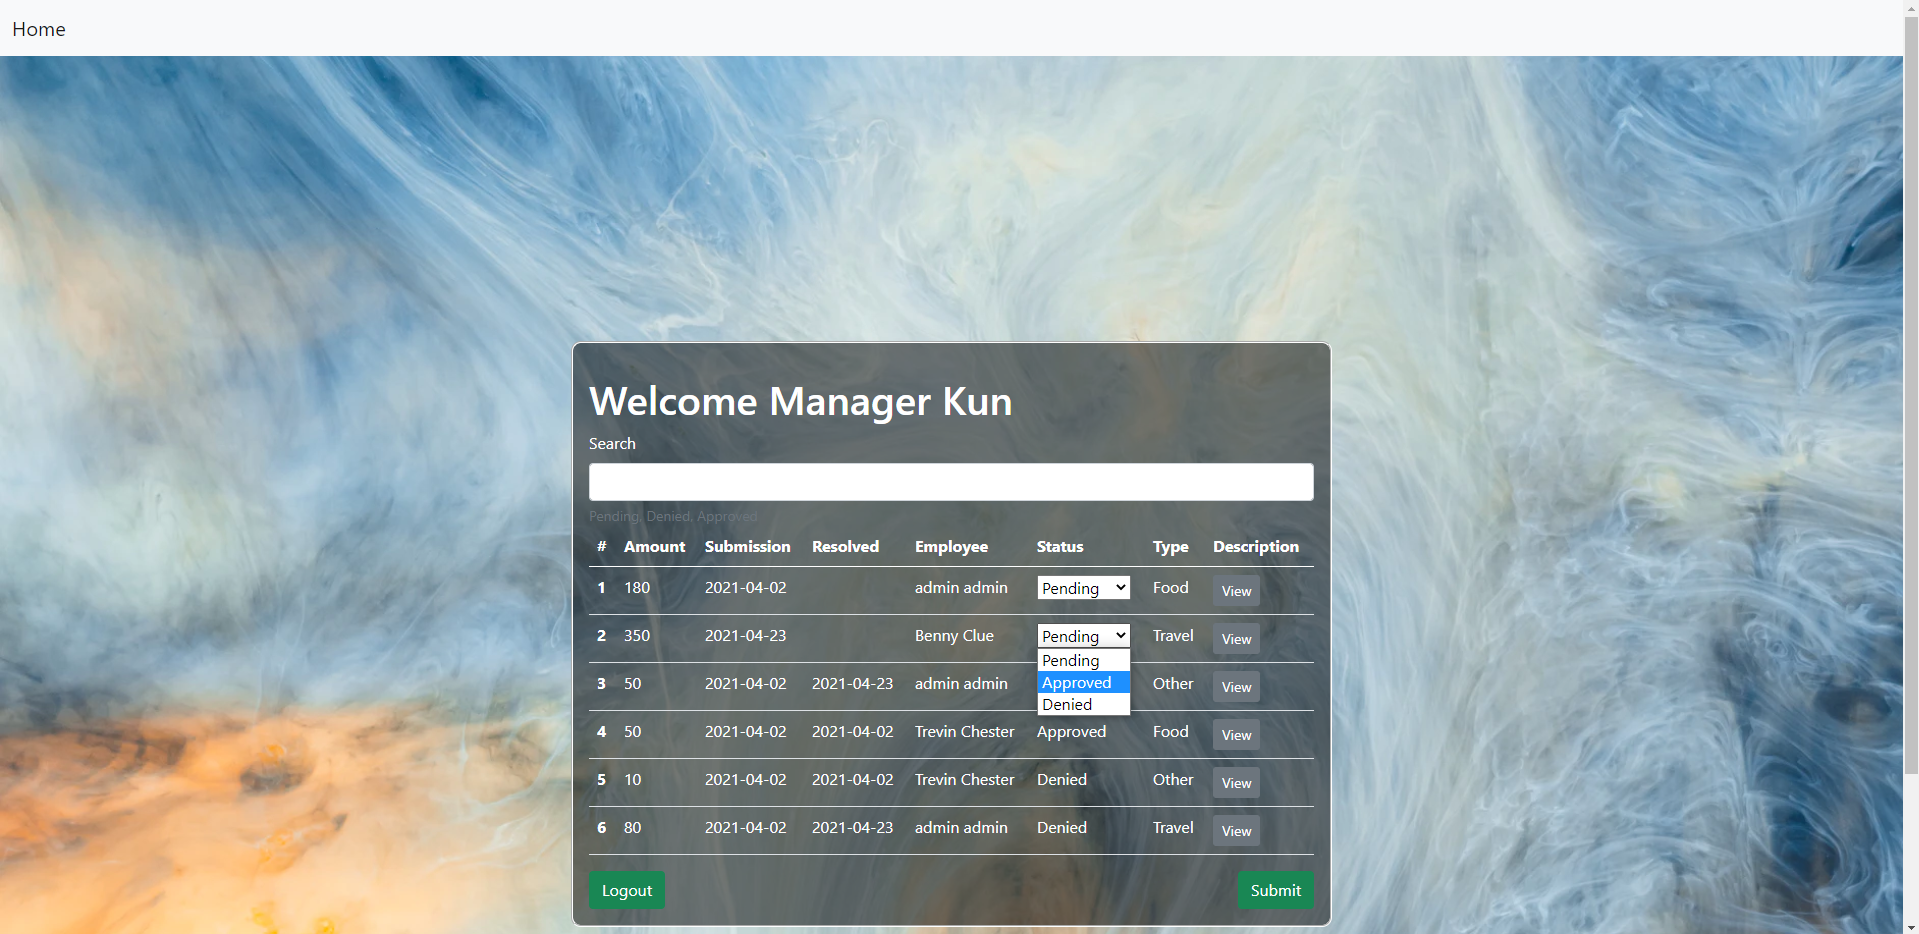 Home
Welcome Manager Kun
Search
Pending, Denied, Approved
# Amount Submission Resolved Employee Status Type Description
1 180 2021-04-02 admin admin Pending Food View
2 350 2021-04-23 Benny Clue Pending Travel View
Pending
3 50 2021-04-02 2021-04-23 admin admin Approved Other View
Denied
4 50 2021-04-02 2021-04-02 Trevin Chester Approved Food View
5 10 2021-04-02 2021-04-02 Trevin Chester Denied Other View
6 80 2021-04-02 2021-04-23 admin admin Denied Travel View
Logout Submit